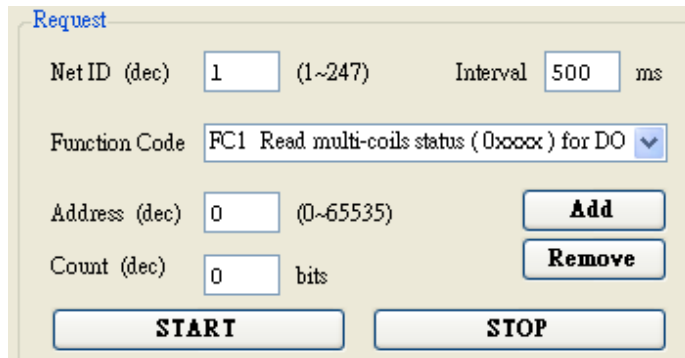 Request
Net ID (dec) 1 (1~247) Interval 500 ms
Function Code FC1 Read multi-coils status ( 0xxxx ) for DO
Address (dec) 0 (0~65535) Add
Count (dec) 0 bits Remove
START STOP